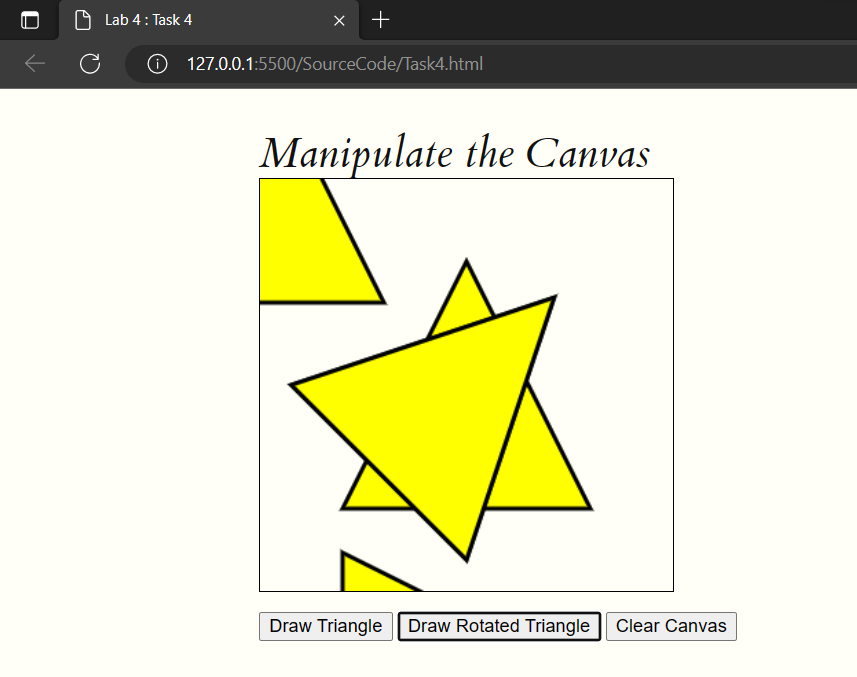 Lab 4 : Task 4
127.0.0.1:5500/SourceCode/Task4.html
Manipulate the Canvas
Draw Triangle Draw Rotated Triangle Clear Canvas